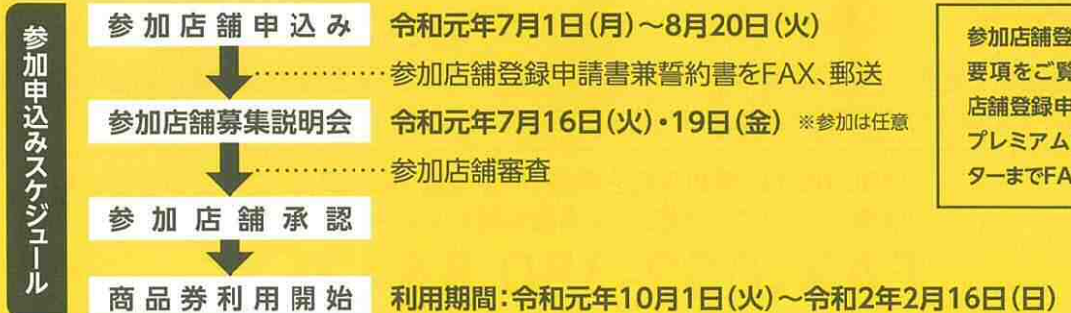 参加申込みスケジュール
参加店舗申込み 令和元年7月1日(月)～8月20日(火)
参加店舗登録申請書兼誓約書をFAX、郵送
参加店舗募集説明会 令和元年7月16日(火)・19日(金) ※参加は任意
参加店舗審査
参加店舗承認
商品券利用開始 利用期間：令和元年10月1日(火)～令和2年2月16日(日)
参加店舗登
要項をご覧
店舗登録申
プレミアム
ターまでFA